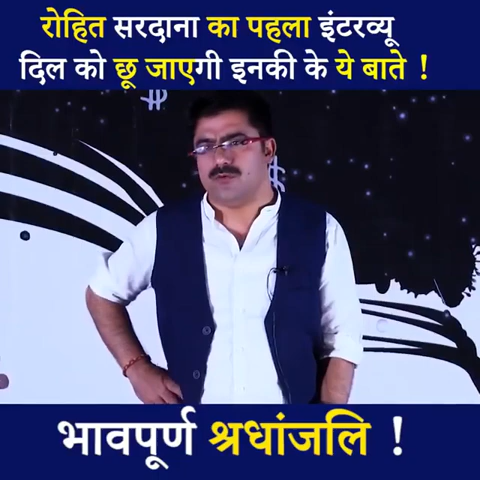 रोहित सरदाना का पहला इंटरव्यू
दिल को छू जाएगी इनकी के ये बाते !
भावपूर्ण श्रधांजलि !